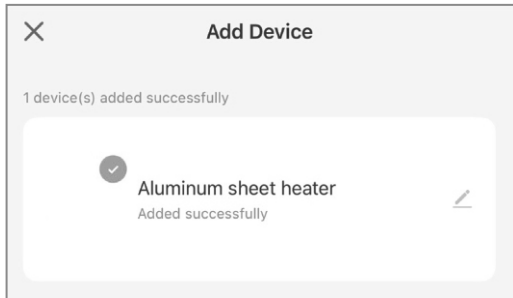 Add Device
1 device(s) added successfully
Aluminum sheet heater
Added successfully